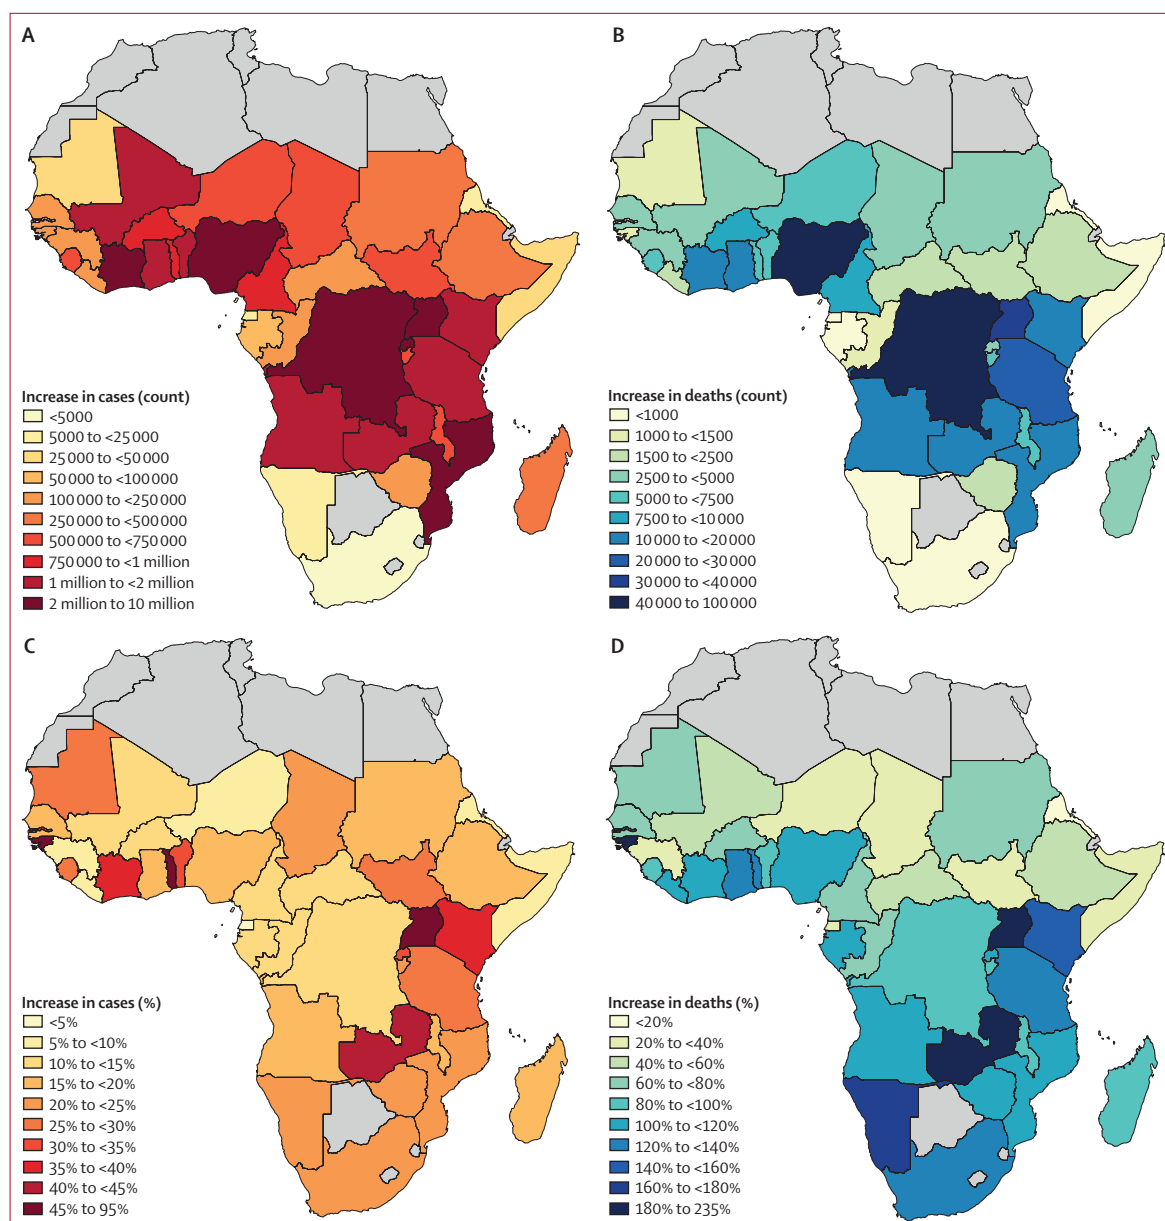 A
Increase in cases (count)
<5000
5000 to <25 000
25 000 to <50 000
50 000 to <100 000
100 000 to <250 000
250 000 to <500 000
500 000 to <750 000
750 000 to <1 million
1 million to <2 million
2 million to 10 million
B
Increase in deaths (count)
<1000
1000 to <1500
1500 to <2500
2500 to <5000
5000 to <7500
7500 to <10 000
10 000 to <20 000
20 000 to <30 000
30 000 to <40 000
40 000 to 100 000
C
Increase in cases (%)
<5%
5% to <10%
10% to <15%
15% to <20%
20% to <25%
25% to <30%
30% to <35%
35% to <40%
40% to <45%
45% to 95%
D
Increase in deaths (%)
<20%
20% to <40%
40% to <60%
60% to <80%
80% to <100%
100% to <120%
120% to <140%
140% to <160%
160% to <180%
180% to 235%